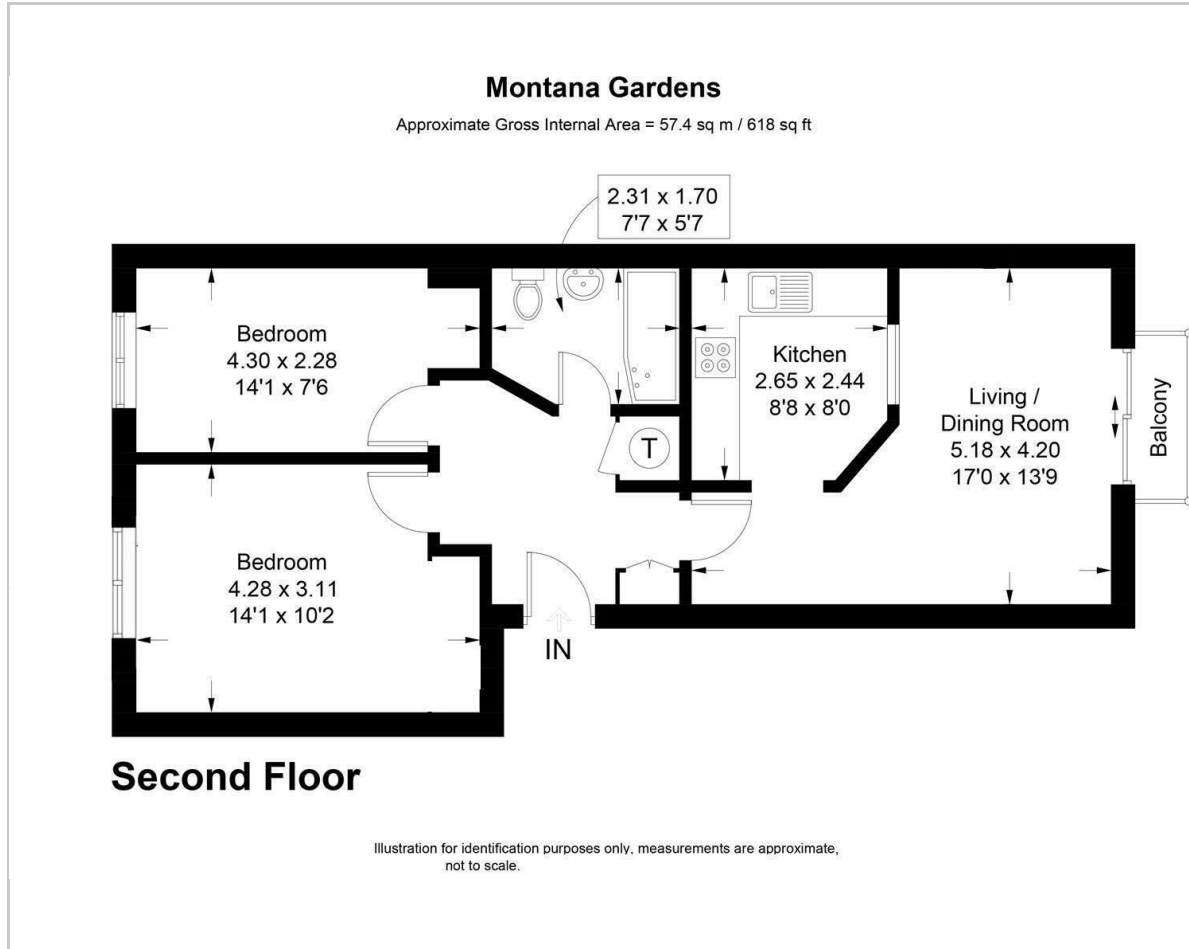 Montana Gardens
Approximate Gross Internal Area = 57.4 sq m / 618 sq ft
2.31 x 1.70
7'7 x 5'7
Bedroom
4.30 x 2.28
14'1 x 7'6
Kitchen
2.65 x 2.44
8'8 x 8'0
Living /
Dining Room
5.18 x 4.20
17'0 x 13'9
Balcony
T
Bedroom
4.28 x 3.11
14'1 x 10'2
IN
Second Floor
Illustration for identification purposes only, measurements are approximate,
not to scale.